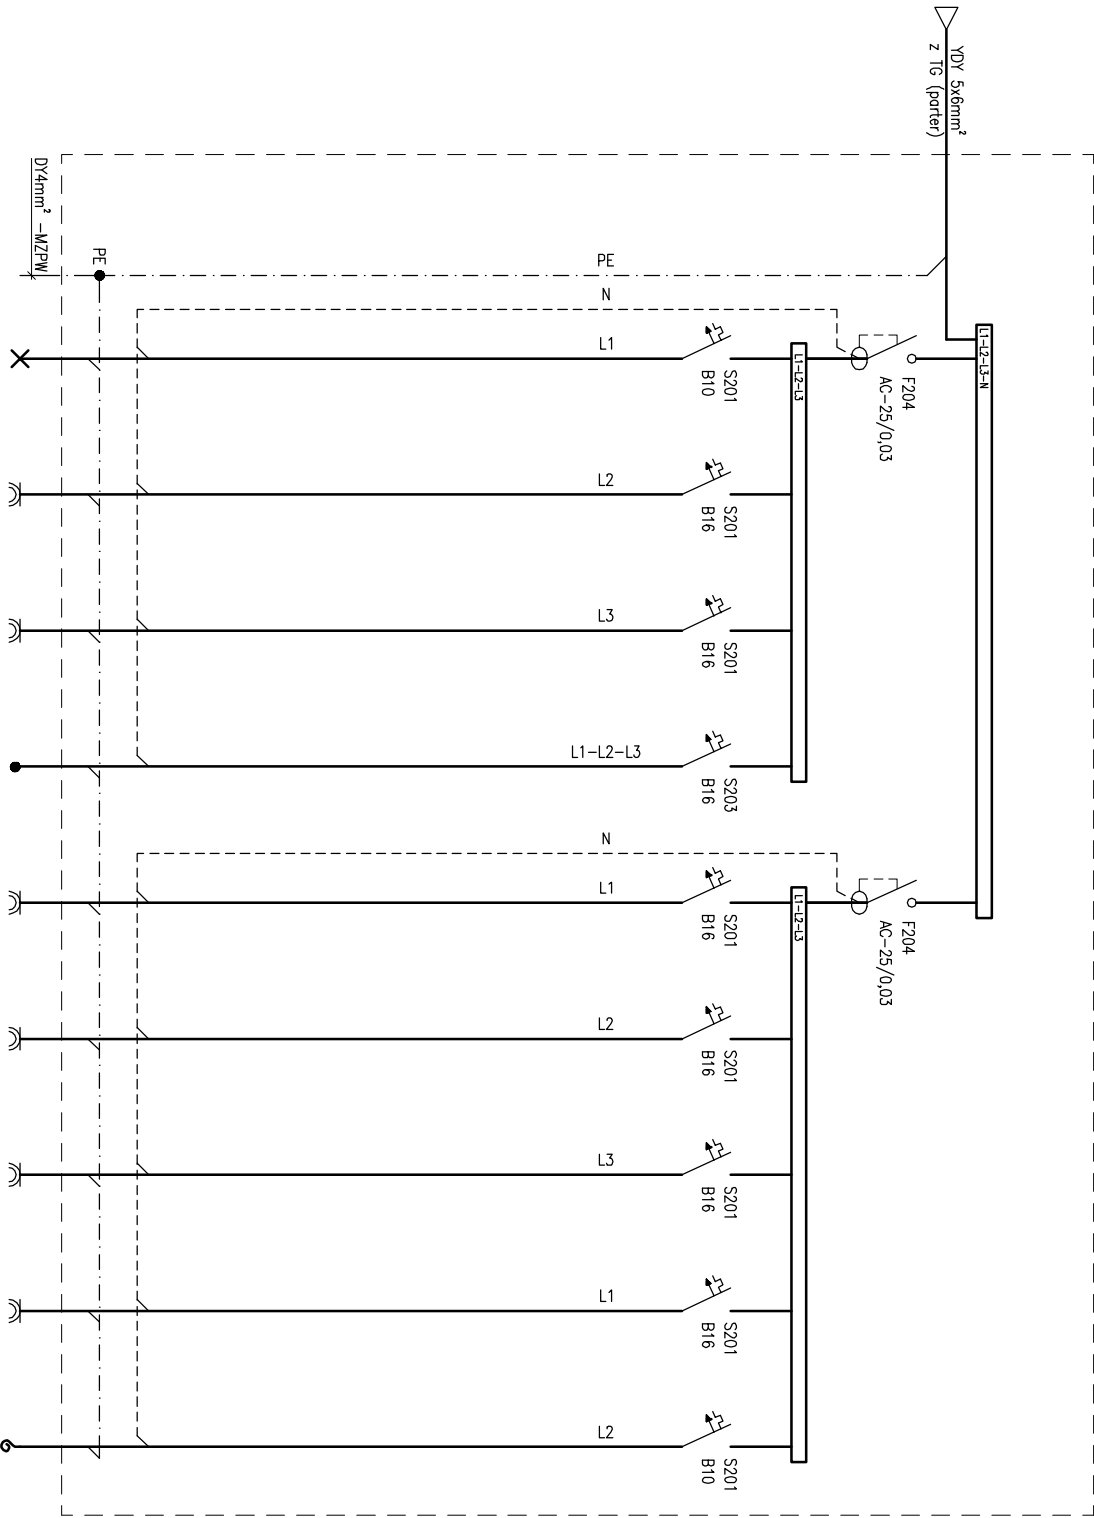 YDY 5x6mm²
z TG (parter)
DY4mm² -MZPW
PE
PE
N
L1-L2-L3-N
F204
AC-25/0,03
L1-L2-L3
L1
S201
B10
L2
S201
B16
L3
S201
B16
L1-L2-L3
S203
B16
N
F204
AC-25/0,03
L1-L2-L3
L1
S201
B16
L2
S201
B16
L3
S201
B16
L1
S201
B16
L2
S201
B10